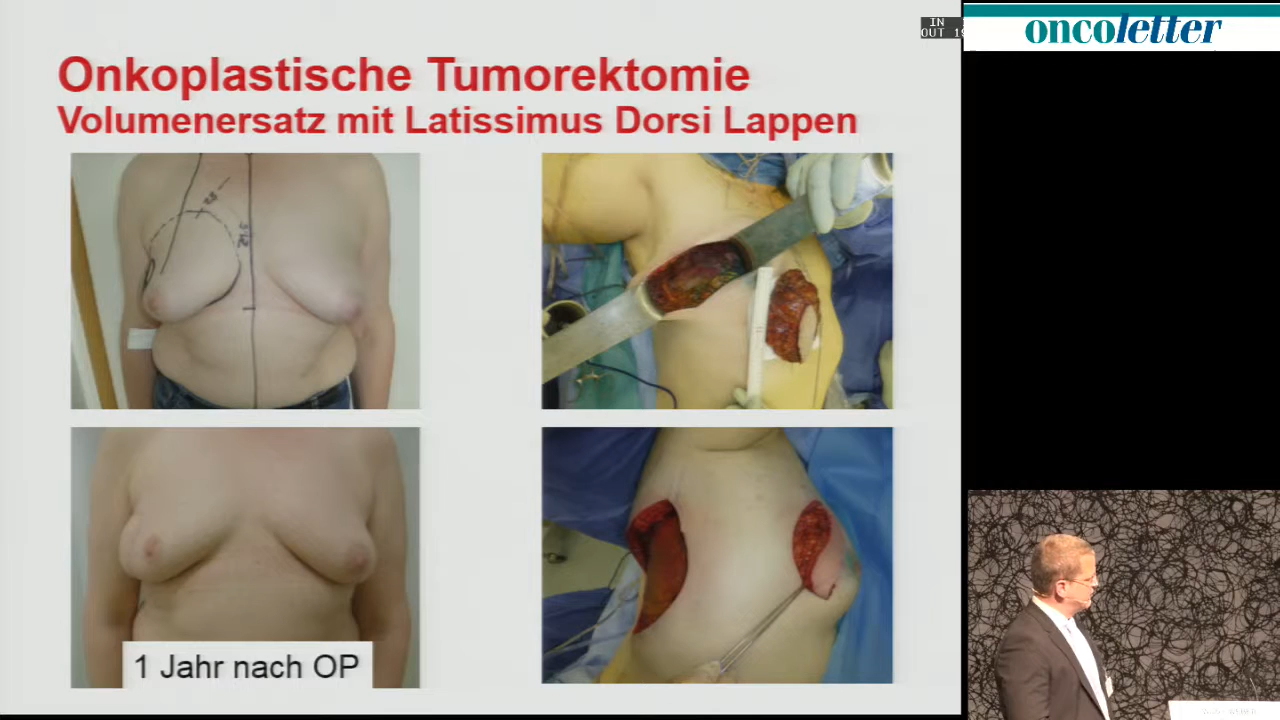 IN
OUT
oncoletter
Onkoplastische Tumorektomie
Volumenersatz mit Latissimus Dorsi Lappen
1 Jahr nach OP